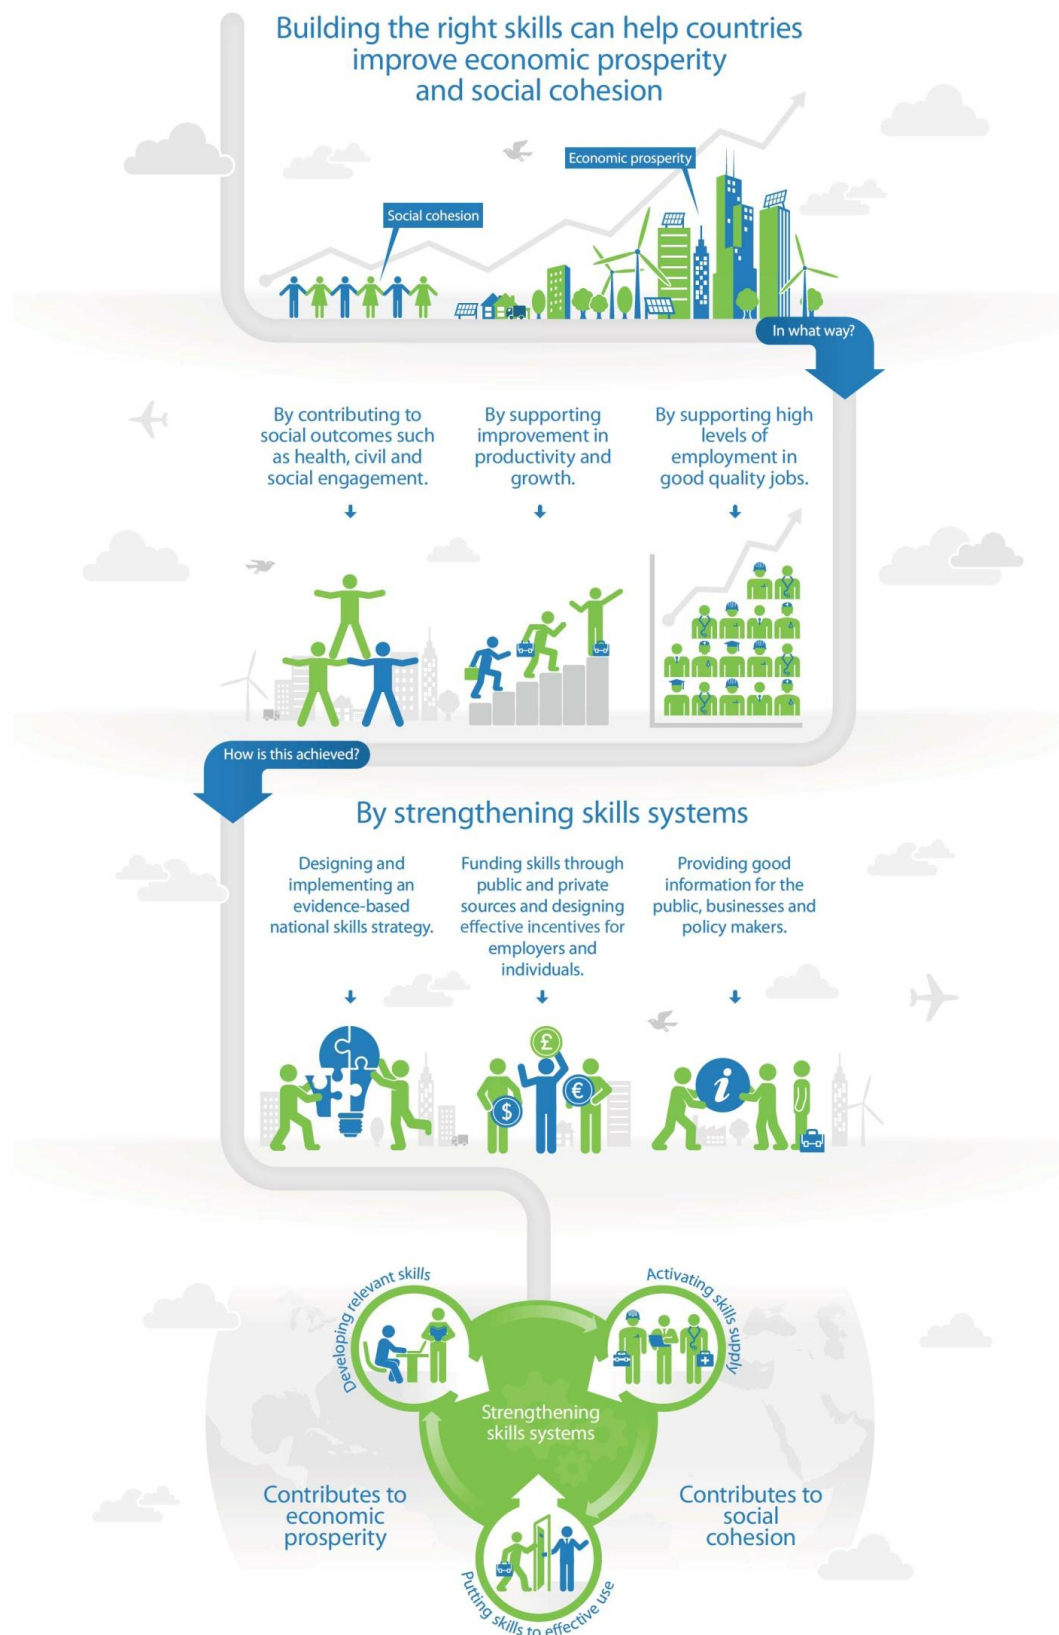 Building the right skills can help countries
improve economic prosperity
and social cohesion
Economic prosperity
Social cohesion
In what way?
By contributing to
social outcomes such
as health, civil and
social engagement.
By supporting
improvement in
productivity and
growth.
By supporting high
levels of
employment in
good quality jobs.
How is this achieved?
By strengthening skills systems
Designing and
implementing an
evidence-based
national skills strategy.
Funding skills through
public and private
sources and designing
effective incentives for
employers and
individuals.
Providing good
information for the
public, businesses and
policy makers.
£
$
€
i
Developing relevant skills
Activating skills supply
Strengthening
skills systems
Contributes to
economic
prosperity
Contributes to
social
cohesion
Putting skills to effective use